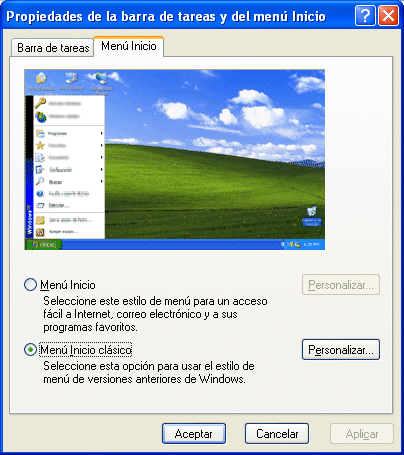 Propiedades de la barra de tareas y del menú Inicio
Barra de tareas
Menú Inicio
Menú Inicio
Personalizar...
Seleccione este estilo de menú para un acceso
fácil a Internet, correo electrónico y a sus
programas favoritos.
Menú Inicio clásico
Personalizar...
Seleccione esta opción para usar el estilo de
menú de versiones anteriores de Windows.
Aceptar
Cancelar
Aplicar